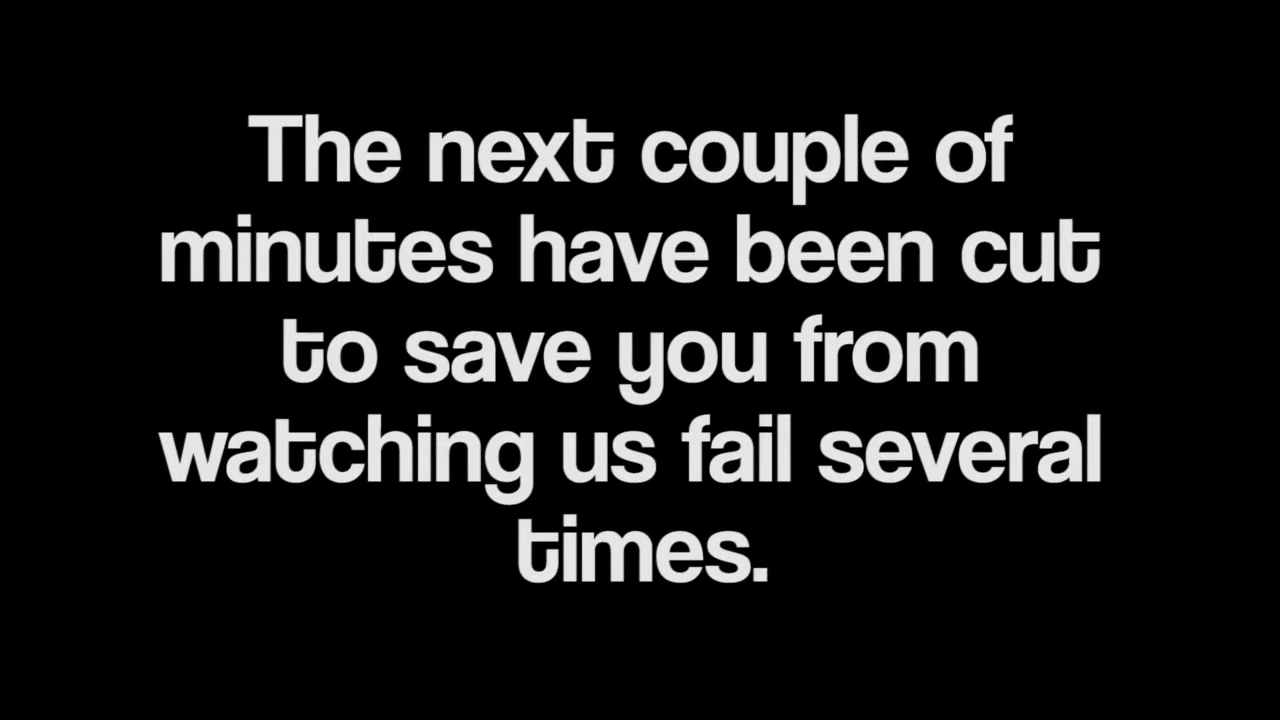 The next couple of
minutes have been cut
to save you from
watching us fail several
times.